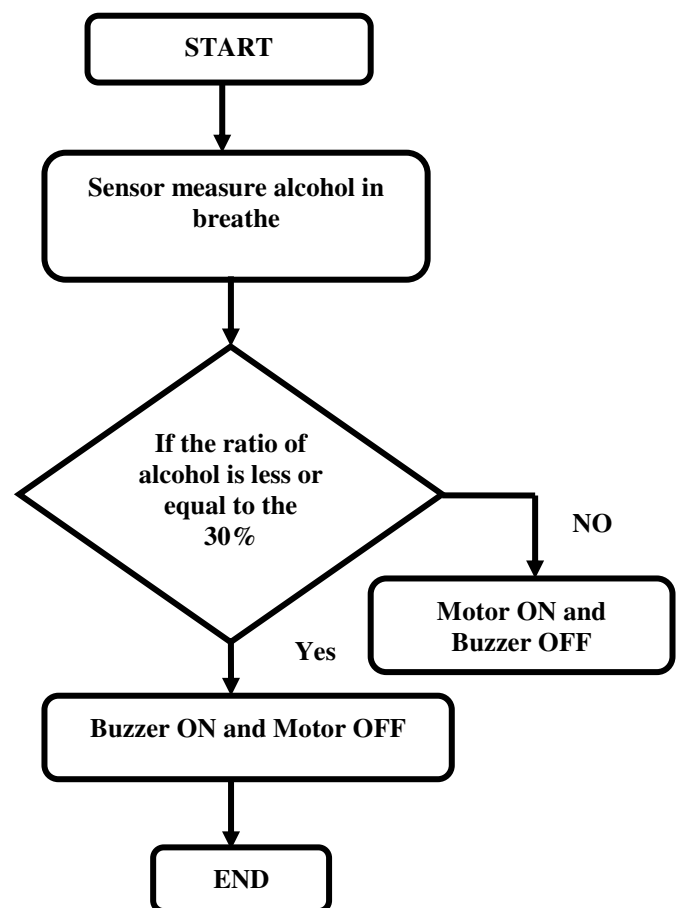 START
Sensor measure alcohol in
breathe
If the ratio of
alcohol is less or
equal to the
30%
NO
Motor ON and
Buzzer OFF
Yes
Buzzer ON and Motor OFF
END